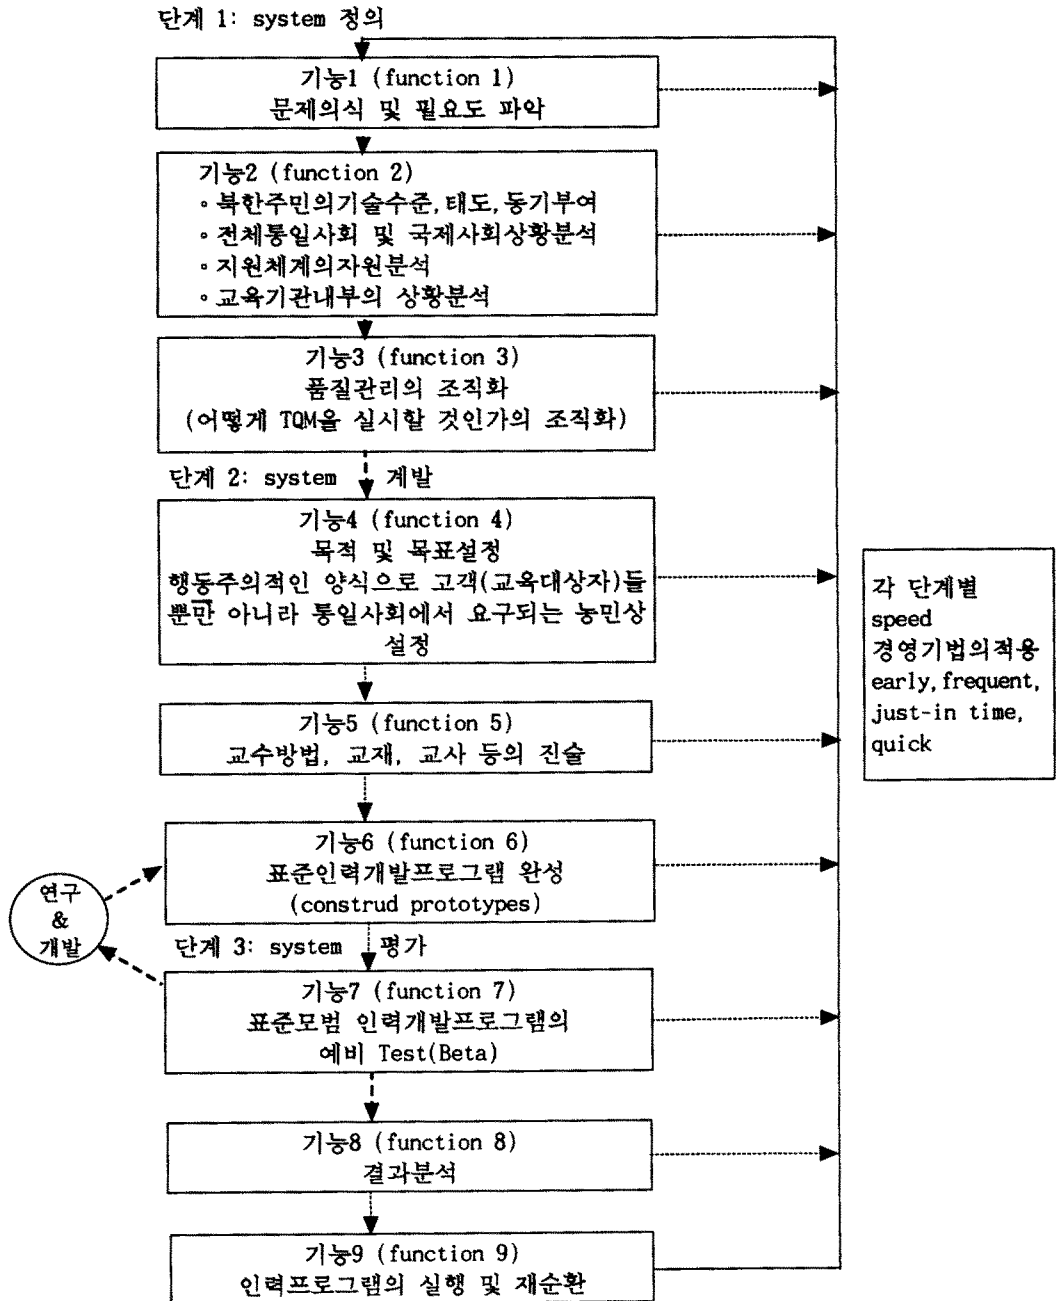 단계 1: system 정의
기능1 (function 1)
문제의식 및 필요도 파악
기능2 (function 2)
∘북한주민의기술수준,태도,동기부여
∘전체통일사회 및 국제사회상황분석
∘지원체계의자원분석
∘교육기관내부의 상황분석
기능3 (function 3)
품질관리의 조직화
(어떻게 TQM을 실시할 것인가의 조직화)
단계 2: system 계발
기능4 (function 4)
목적 및 목표설정
행동주의적인 양식으로 고객(교육대상자)들
뿐만 아니라 통일사회에서 요구되는 농민상
설정
기능5 (function 5)
교수방법, 교재, 교사 등의 진술
기능6 (function 6)
표준인력개발프로그램 완성
(construd prototypes)
연구
&
개발
단계 3: system 평가
기능7 (function 7)
표준모범 인력개발프로그램의
예비 Test(Beta)
기능8 (function 8)
결과분석
기능9 (function 9)
인력프로그램의 실행 및 재순환
각 단계별
speed
경영기법의적용
early,frequent,
just-in time,
quick